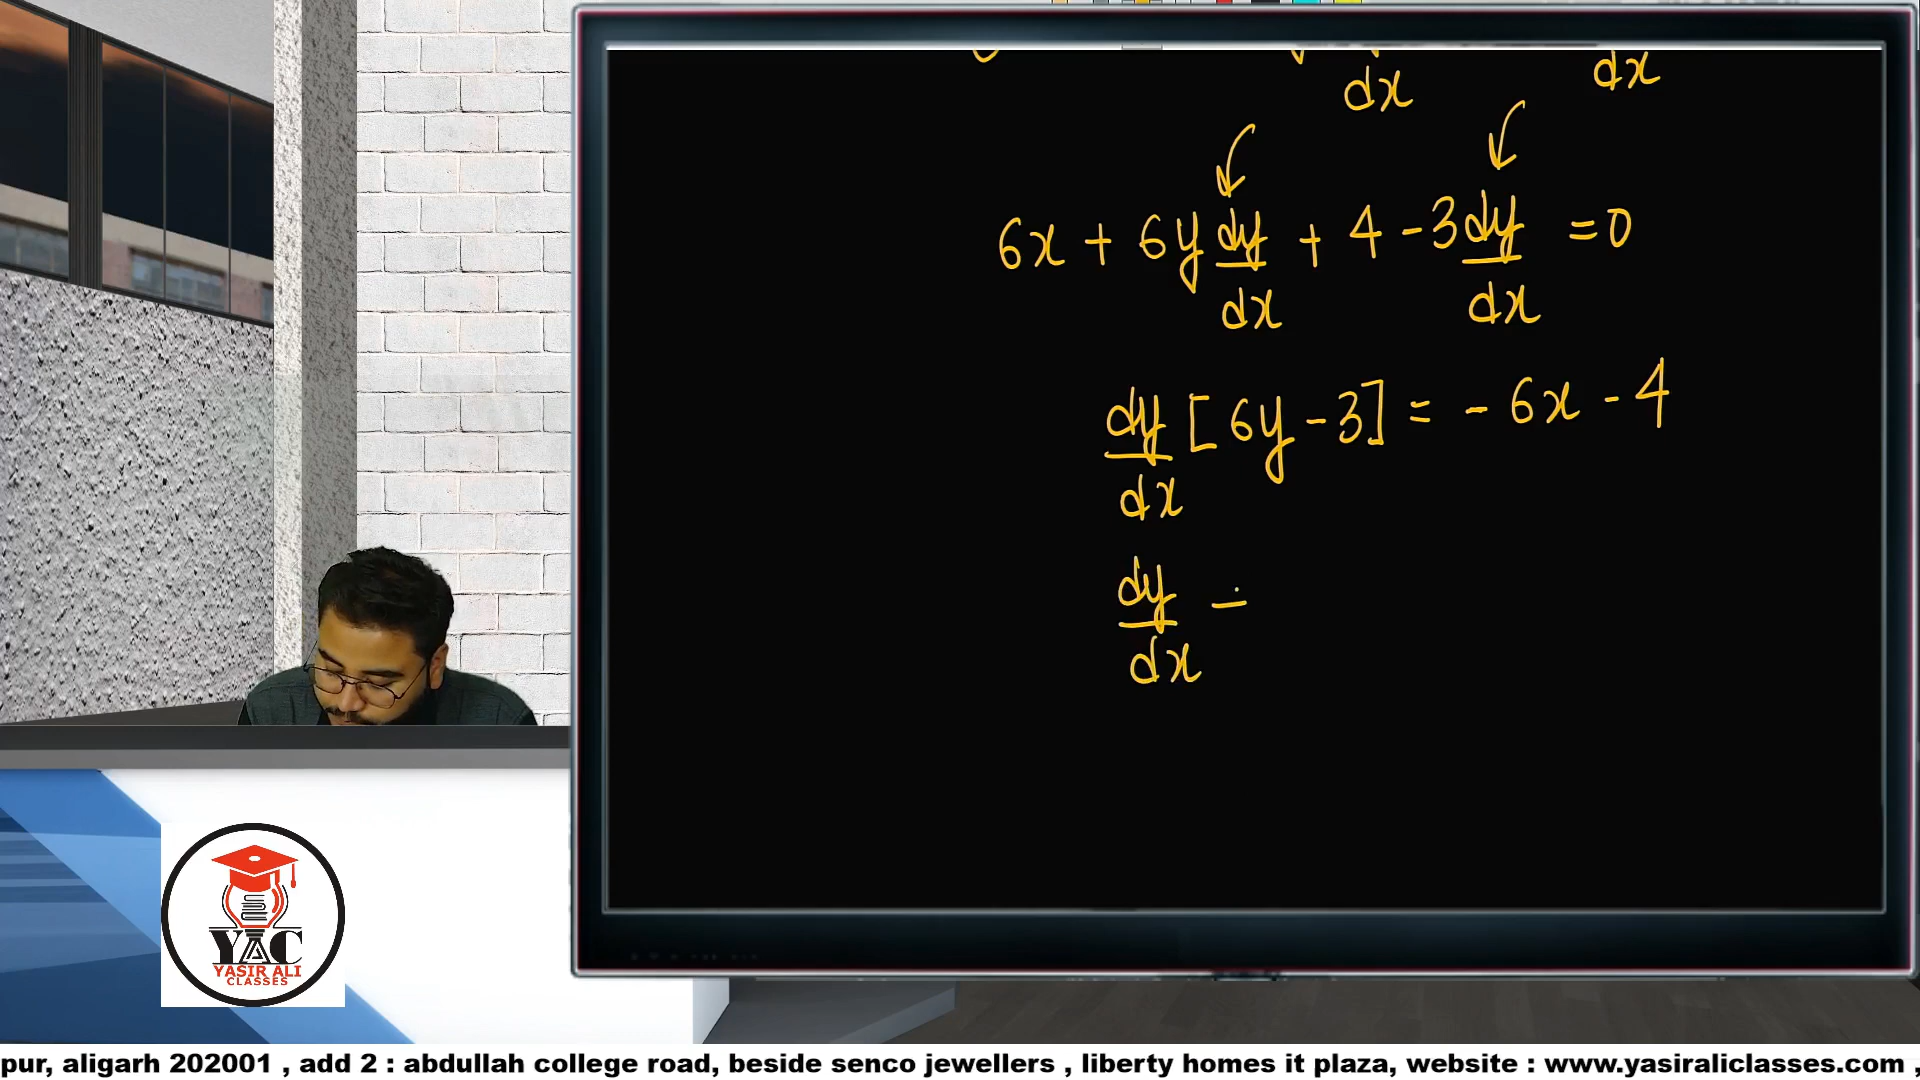 dx dx
6x + 6y dy/dx + 4 - 3 dy/dx = 0
dy/dx [6y - 3] = - 6x - 4
dy/dx =
YAC
YASIR ALI
CLASSES
pur, aligarh 202001 , add 2 : abdullah college road, beside senco jewellers , liberty homes it plaza, website : www.yasiraliclasses.com ,